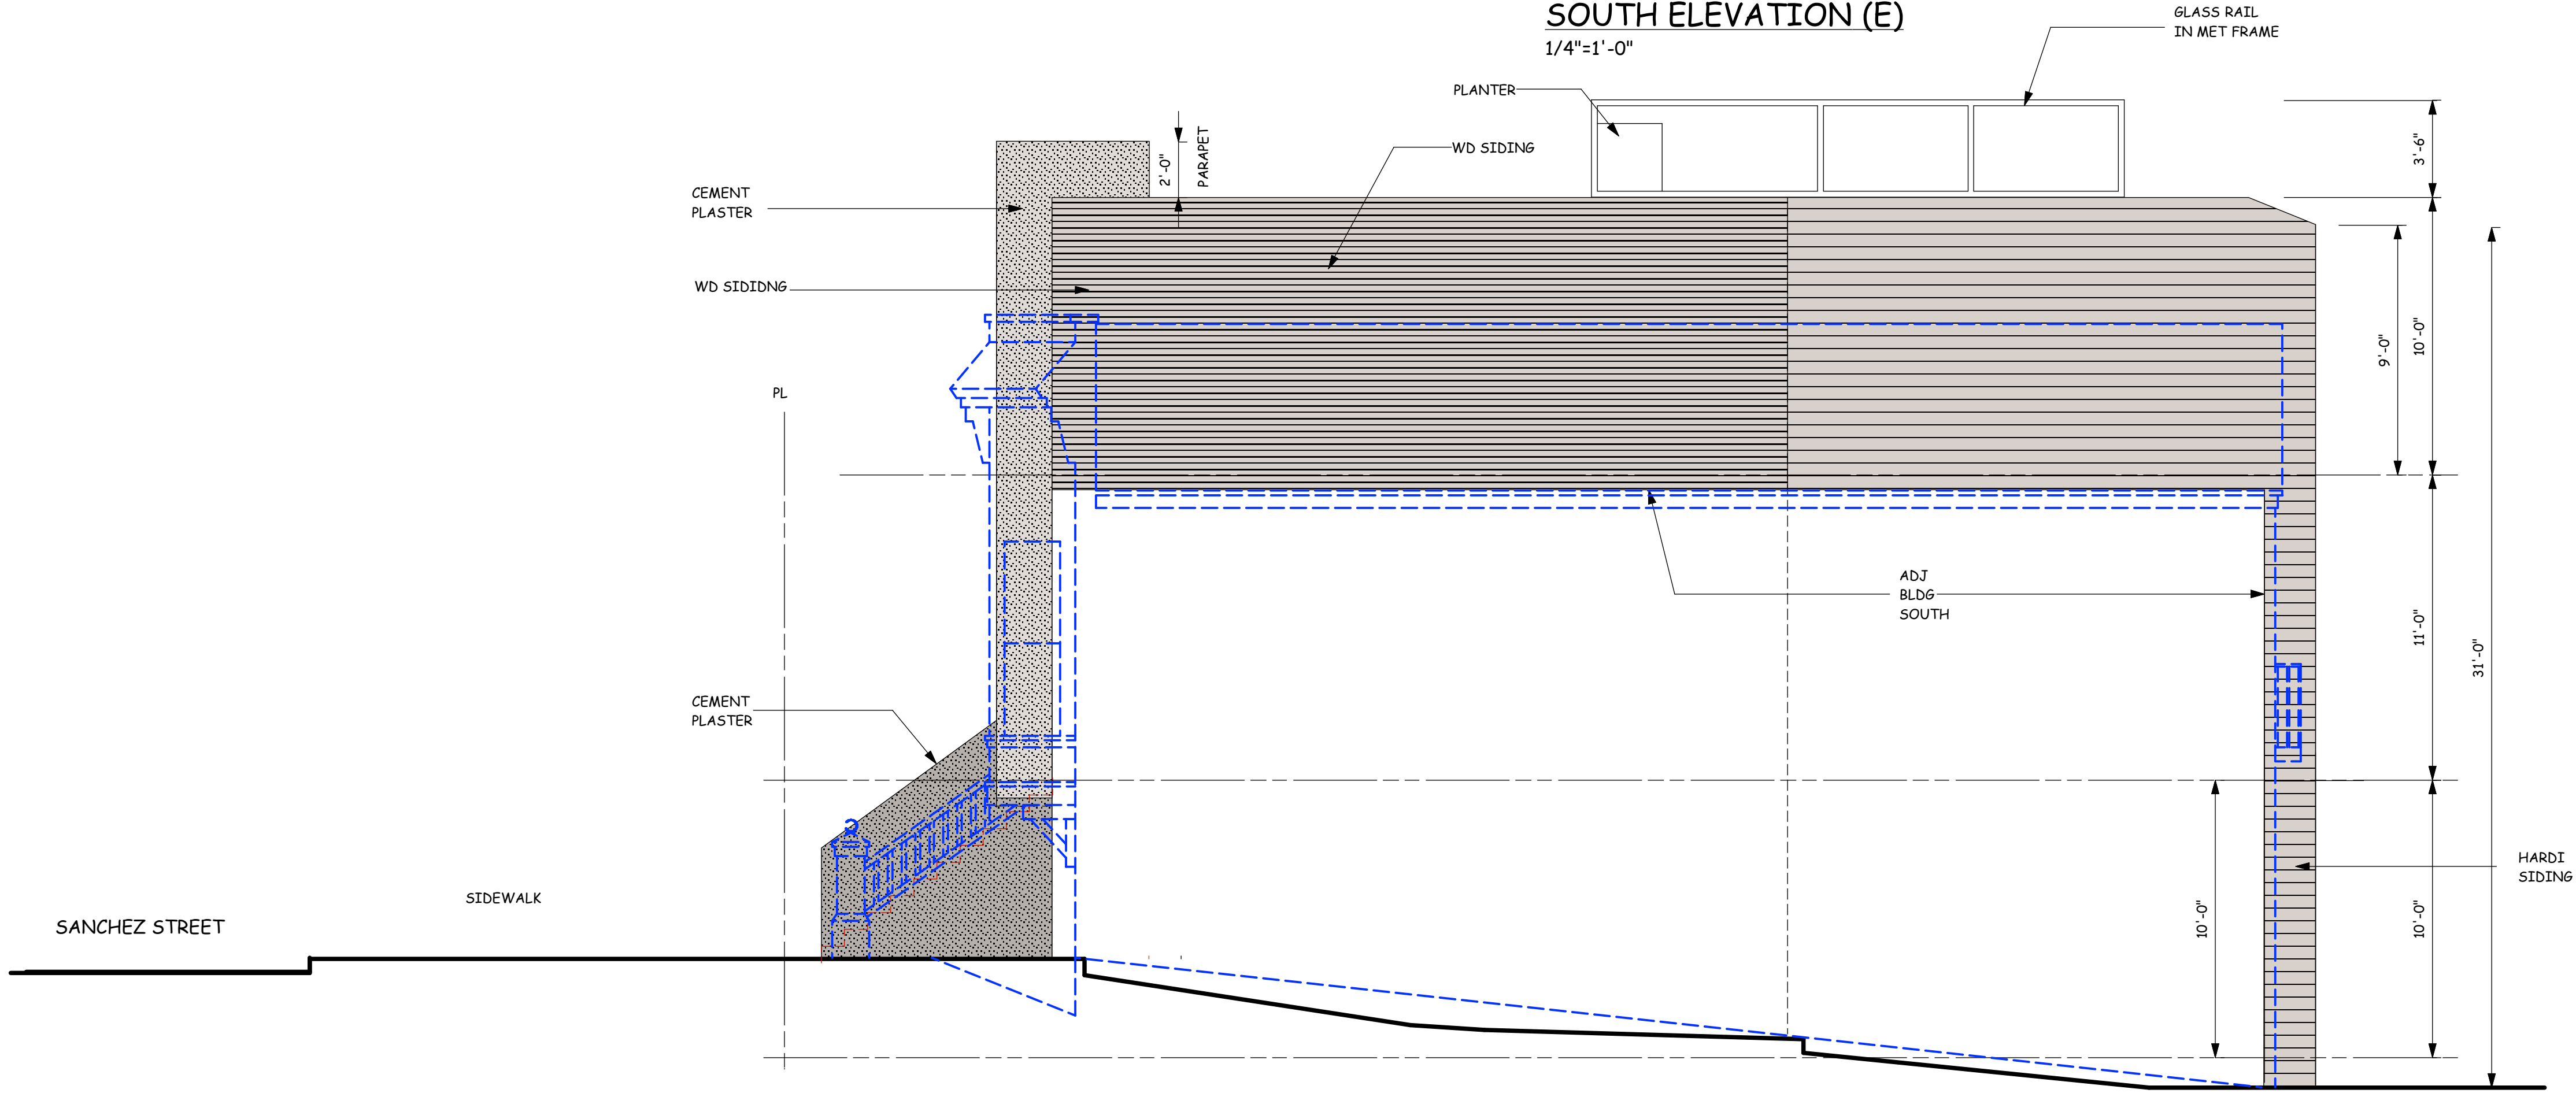 SOUTH ELEVATION (E)
1/4"=1'-0"
GLASS RAIL
IN MET FRAME
PLANTER
WD SIDING
2'-0"
PARAPET
3'-6"
CEMENT
PLASTER
WD SIDIDNG
9'-0"
10'-0"
PL
ADJ
BLDG
SOUTH
11'-0"
31'-0"
CEMENT
PLASTER
HARDI
SIDING
SIDEWALK
SANCHEZ STREET
10'-0"
10'-0"